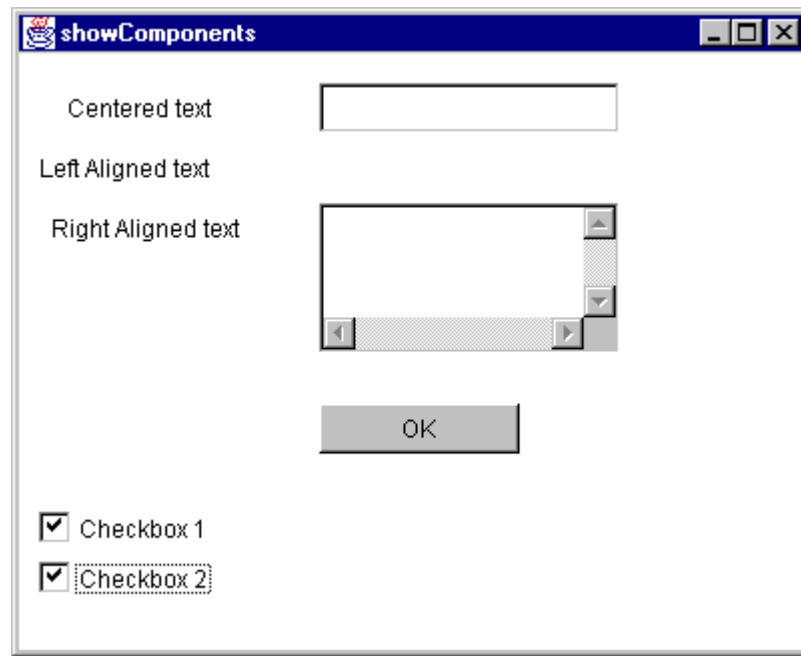 showComponents
Centered text
Left Aligned text
Right Aligned text
OK
Checkbox 1
Checkbox 2